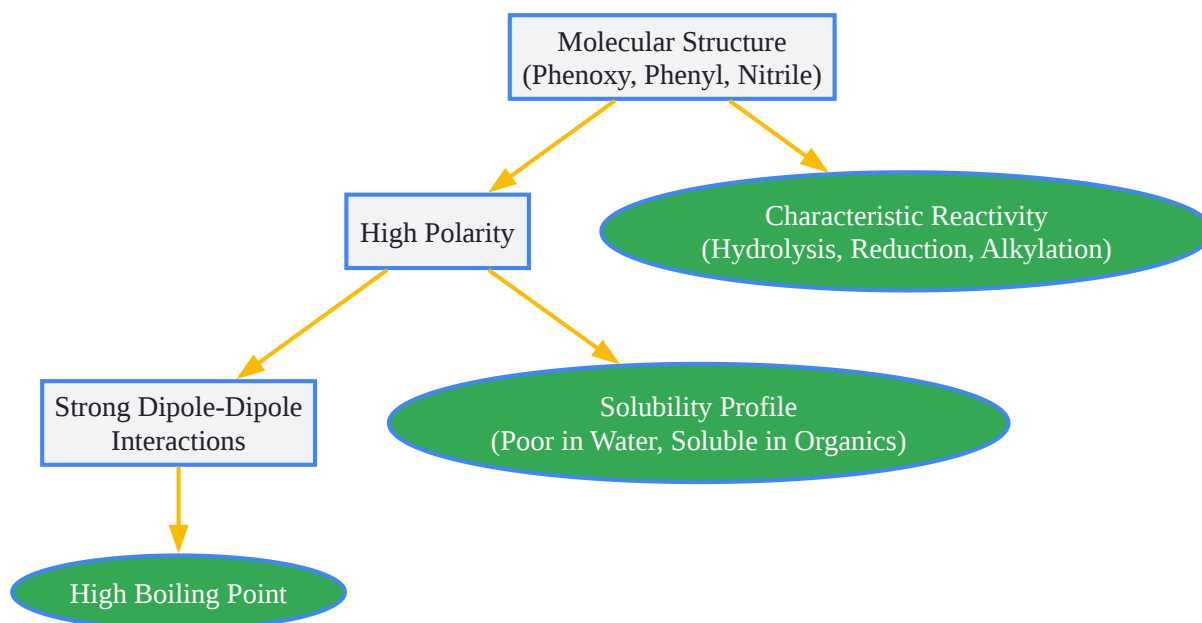 Molecular Structure
(Phenoxy, Phenyl, Nitrile)
High Polarity
Characteristic Reactivity
(Hydrolysis, Reduction, Alkylation)
Strong Dipole-Dipole
Interactions
Solubility Profile
(Poor in Water, Soluble in Organics)
High Boiling Point